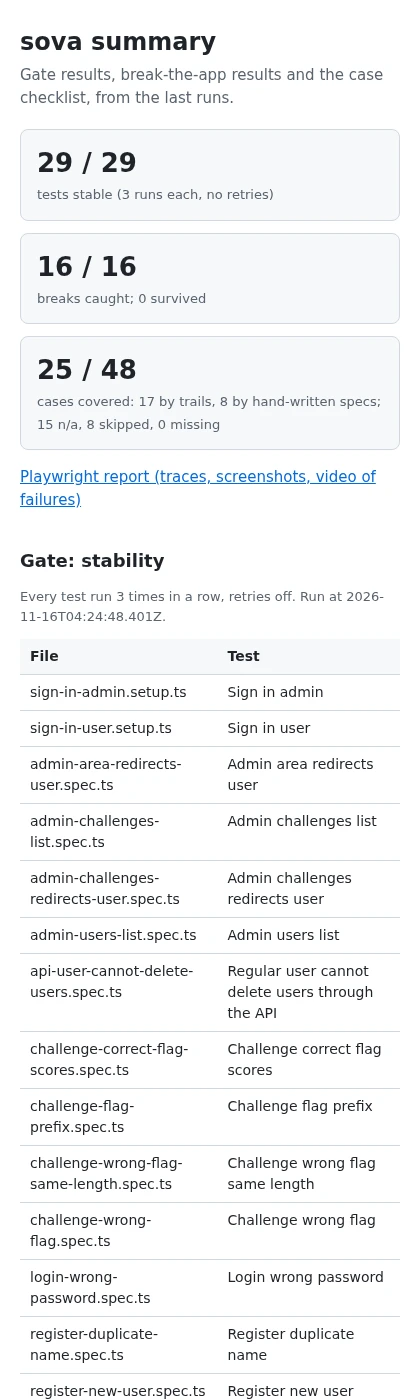 sova summary
Gate results, break-the-app results and the case
checklist, from the last runs.
29 / 29
tests stable (3 runs each, no retries)
16 / 16
breaks caught; 0 survived
25 / 48
cases covered: 17 by trails, 8 by hand-written specs;
15 n/a, 8 skipped, 0 missing
Playwright report (traces, screenshots, video of
failures)
Gate: stability
Every test run 3 times in a row, retries off. Run at 2026-
11-16T04:24:48.401Z.
File Test
sign-in-admin.setup.ts Sign in admin
sign-in-user.setup.ts Sign in user
admin-area-redirects- Admin area redirects
user.spec.ts user
admin-challenges- Admin challenges list
list.spec.ts
admin-challenges- Admin challenges
redirects-user.spec.ts redirects user
admin-users-list.spec.ts Admin users list
api-user-cannot-delete- Regular user cannot
users.spec.ts delete users through
the API
challenge-correct-flag- Challenge correct flag
scores.spec.ts scores
challenge-flag- Challenge flag prefix
prefix.spec.ts
challenge-wrong-flag- Challenge wrong flag
same-length.spec.ts same length
challenge-wrong- Challenge wrong flag
flag.spec.ts
login-wrong- Login wrong password
password.spec.ts
register-duplicate- Register duplicate
name.spec.ts name
register-new-user.spec.ts Register new user